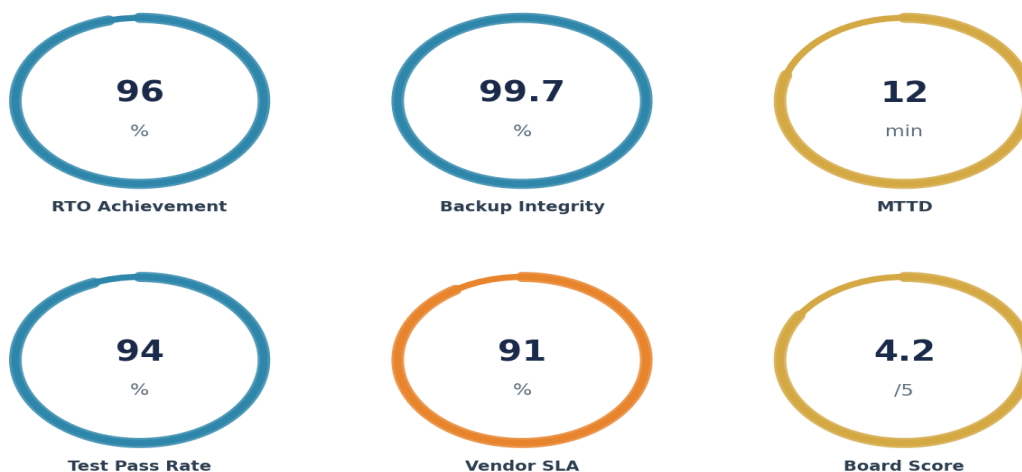 96
%
RTO Achievement
99.7
%
Backup Integrity
12
min
MTTD
94
%
Test Pass Rate
91
%
Vendor SLA
4.2
/5
Board Score